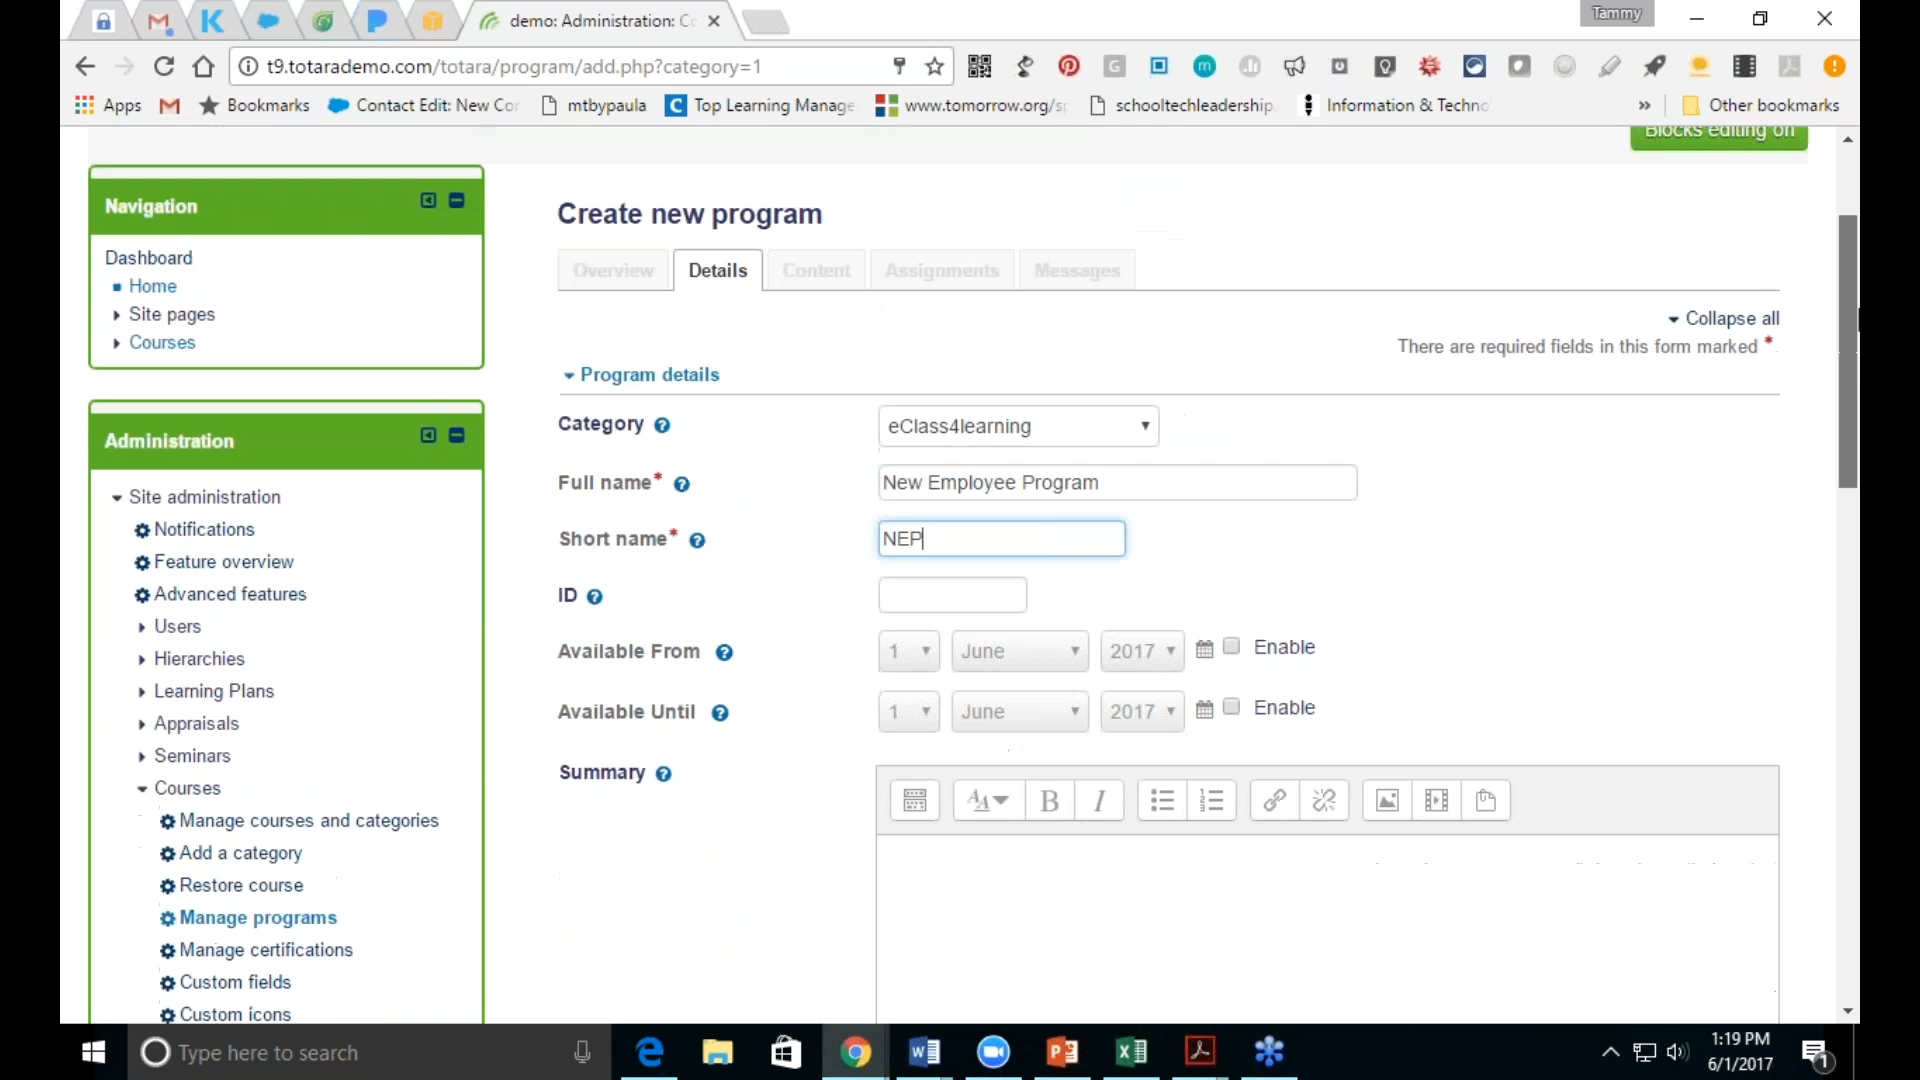 demo: Administration: Co
Tammy
t9.totarademo.com/totara/program/add.php?category=1
Apps
Bookmarks
Contact Edit: New Cor
mtbypaula
Top Learning Manage
www.tomorrow.org/sp
schooltechleadership.
Information & Techno
»
Other bookmarks
Blocks editing on
Navigation
Dashboard
Home
Site pages
Courses
Administration
Site administration
Notifications
Feature overview
Advanced features
Users
Hierarchies
Learning Plans
Appraisals
Seminars
Courses
Manage courses and categories
Add a category
Restore course
Manage programs
Manage certifications
Custom fields
Custom icons
Create new program
Overview Details Content Assignments Messages
Collapse all
There are required fields in this form marked *
Program details
Category eClass4learning
Full name* New Employee Program
Short name* NEP
ID
Available From 1 June 2017 Enable
Available Until 1 June 2017 Enable
Summary
Type here to search
1:19 PM
6/1/2017
1